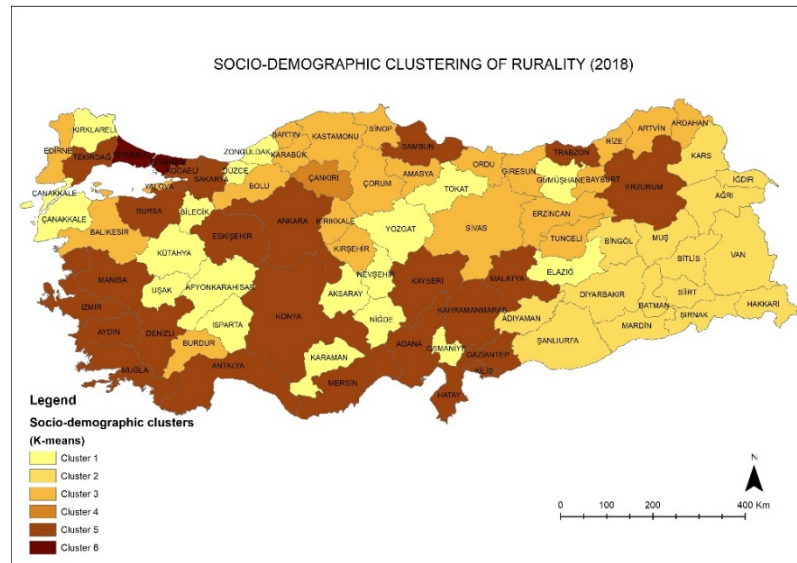 SOCIO-DEMOGRAPHIC CLUSTERING OF RURALITY (2018)
KIRKLARELİ
EDİRNE
TEKİRDAĞ
İSTANBUL
KOCAELİ
YALOVA
SAKARYA
DÜZCE
ZONGULDAK
BARTIN
KARABÜK
KASTAMONU
SİNOP
SAMSUN
ORDU
GİRESUN
TRABZON
RİZE
ARTVİN
ARDAHAN
KARS
IĞDIR
AĞRI
ERZURUM
BAYBURT
GÜMÜŞHANE
ÇANAKKALE
ÇANAKKALE
BALIKESİR
BURSA
BİLECİK
BOLU
ÇANKIRI
ÇORUM
AMASYA
TOKAT
SİVAS
ERZİNCAN
TUNCELİ
BİNGÖL
MUŞ
BİTLİS
VAN
HAKKARİ
ŞIRNAK
SİİRT
BATMAN
MARDİN
DİYARBAKIR
ELAZIĞ
MALATYA
ADIYAMAN
ŞANLIURFA
KÜTAHYA
ESKİŞEHİR
ANKARA
KIRIKKALE
KIRŞEHİR
YOZGAT
NEVŞEHİR
KAYSERİ
KAHRAMANMARAŞ
MANİSA
UŞAK
AFYONKARAHİSAR
İZMİR
AYDIN
DENİZLİ
ISPARTA
BURDUR
MUĞLA
ANTALYA
KONYA
AKSARAY
NİĞDE
KARAMAN
MERSİN
ADANA
OSMANİYE
GAZİANTEP
KİLİS
HATAY
Legend
Socio-demographic clusters
(K-means)
Cluster 1
Cluster 2
Cluster 3
Cluster 4
Cluster 5
Cluster 6
N
0 50 100 200 300 400 Km